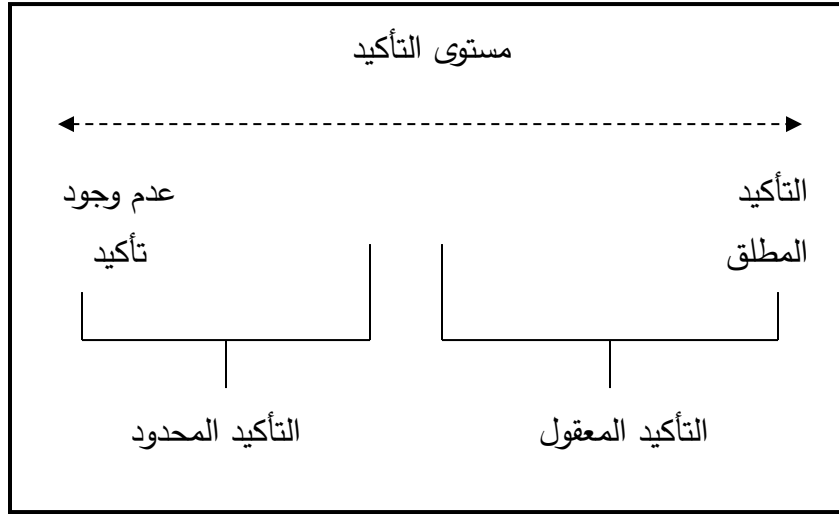 مستوى التأكيد
التأكيد
المطلق
عدم وجود
تأكيد
التأكيد المعقول
التأكيد المحدود